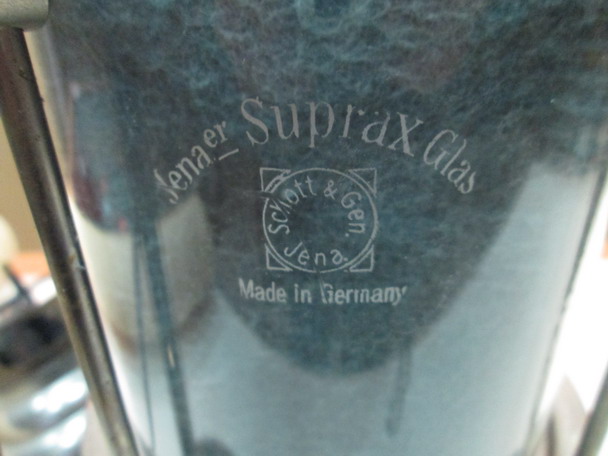 Jenaer Suprax Glas
Schott & Gen.
Jena.
Made in Germany